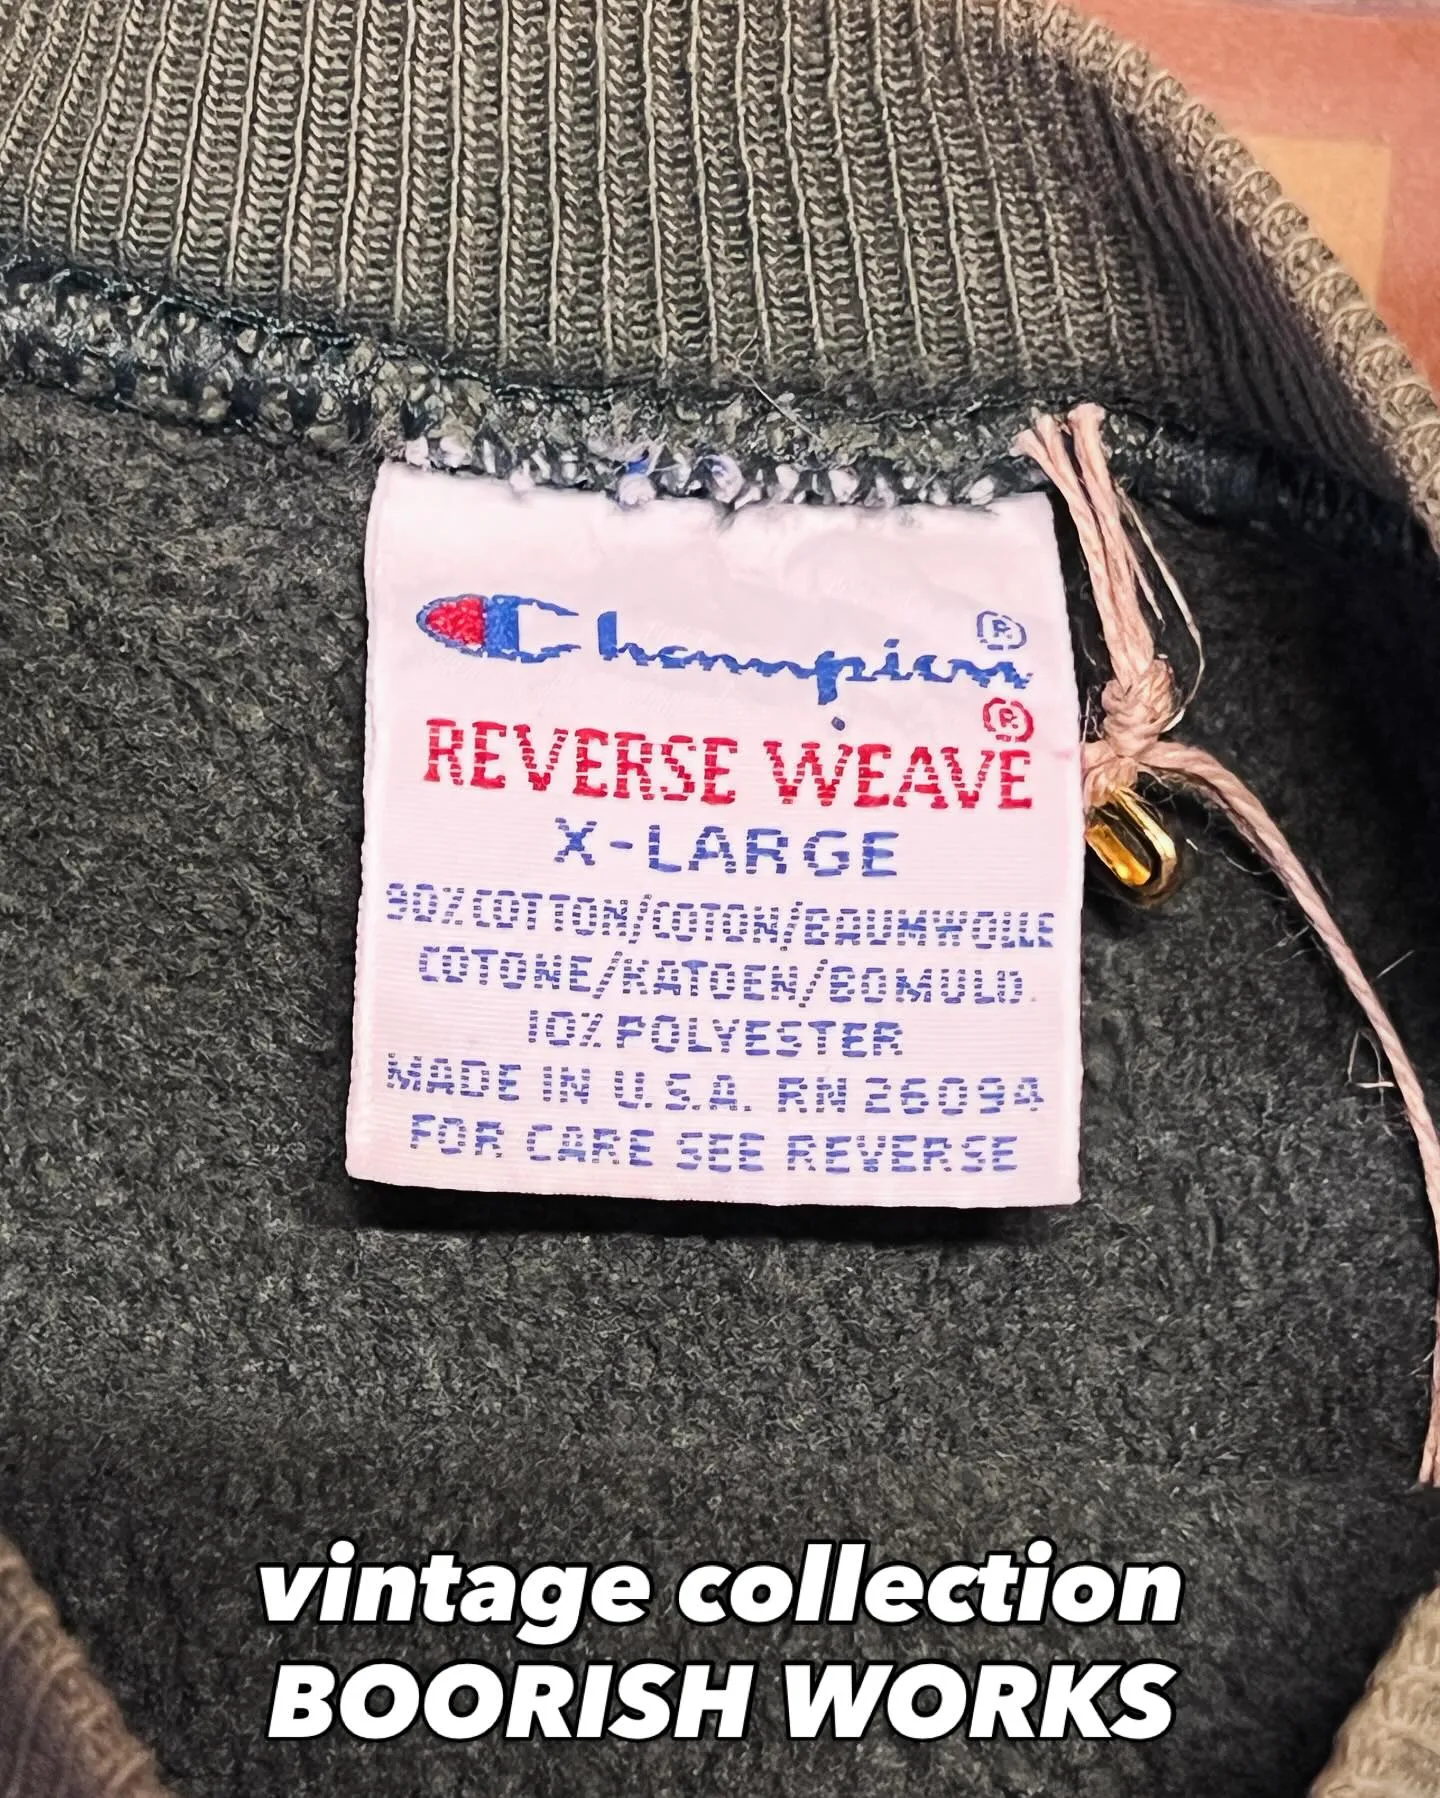 Champion®
REVERSE WEAVE®
X-LARGE
90% COTTON/COTON/BAUMWOLLE
COTONE/KATOEN/BOMULD
10% POLYESTER
MADE IN U.S.A. RN 26094
FOR CARE SEE REVERSE
vintage collection
BOORISH WORKS